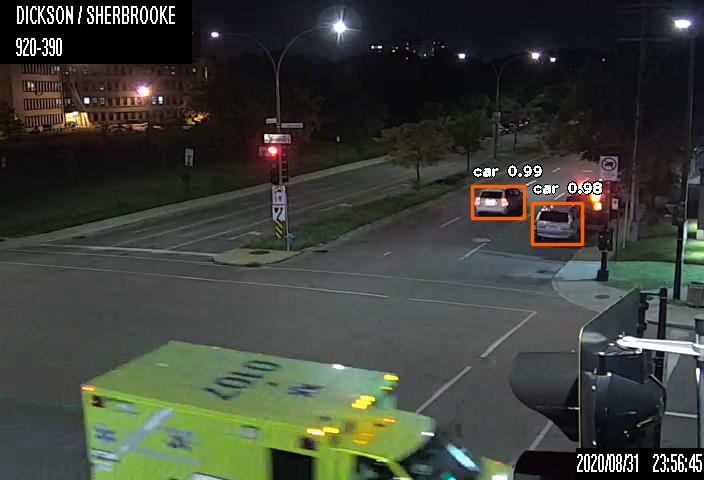 DICKSON / SHERBROOKE
920-390
car 0.99
car 0.98
2020/08/31 23:56:45